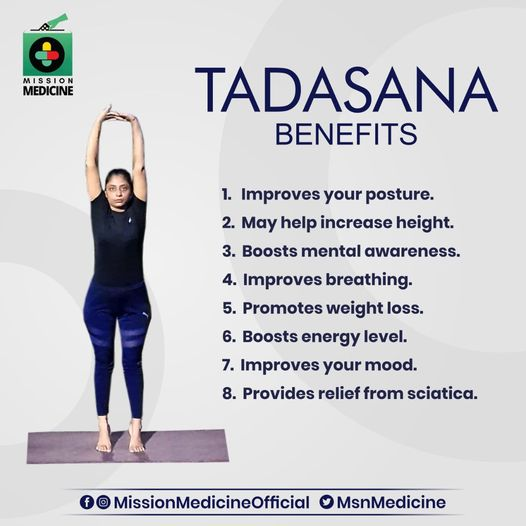 MISSION
MEDICINE
TADASANA
BENEFITS
1. Improves your posture.
2. May help increase height.
3. Boosts mental awareness.
4. Improves breathing.
5. Promotes weight loss.
6. Boosts energy level.
7. Improves your mood.
8. Provides relief from sciatica.
MissionMedicineOfficial MsnMedicine